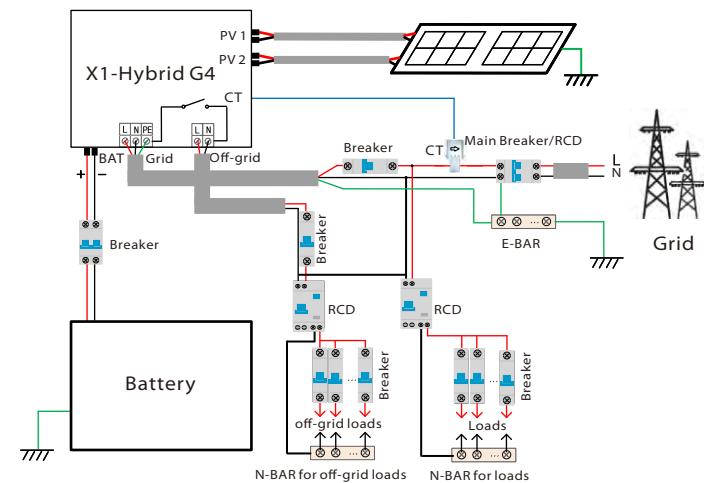 PV 1
PV 2
X1-Hybrid G4
CT
L N PE
L N
BAT Grid
Off-grid
+ −
Breaker
CT
Main Breaker/RCD
L
N
Grid
E-BAR
Breaker
Breaker
RCD
RCD
Battery
...
Breaker
...
Breaker
off-grid loads
Loads
...
...
N-BAR for off-grid loads
N-BAR for loads